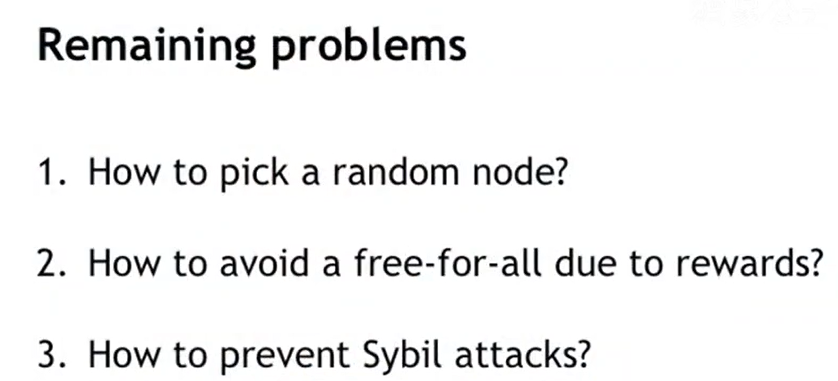 Remaining problems
1. How to pick a random node?
2. How to avoid a free-for-all due to rewards?
3. How to prevent Sybil attacks?